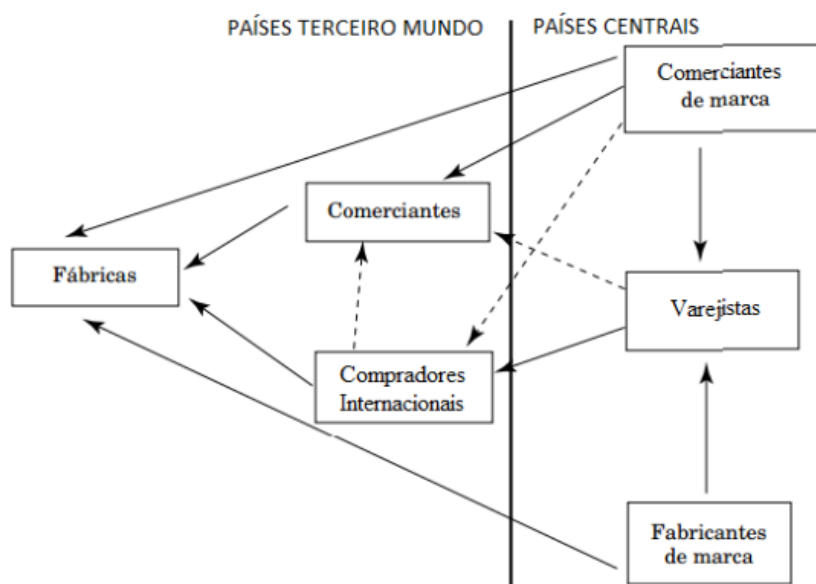 PAÍSES TERCEIRO MUNDO
PAÍSES CENTRAIS
Comerciantes
de marca
Comerciantes
Fábricas
Varejistas
Compradores
Internacionais
Fabricantes
de marca